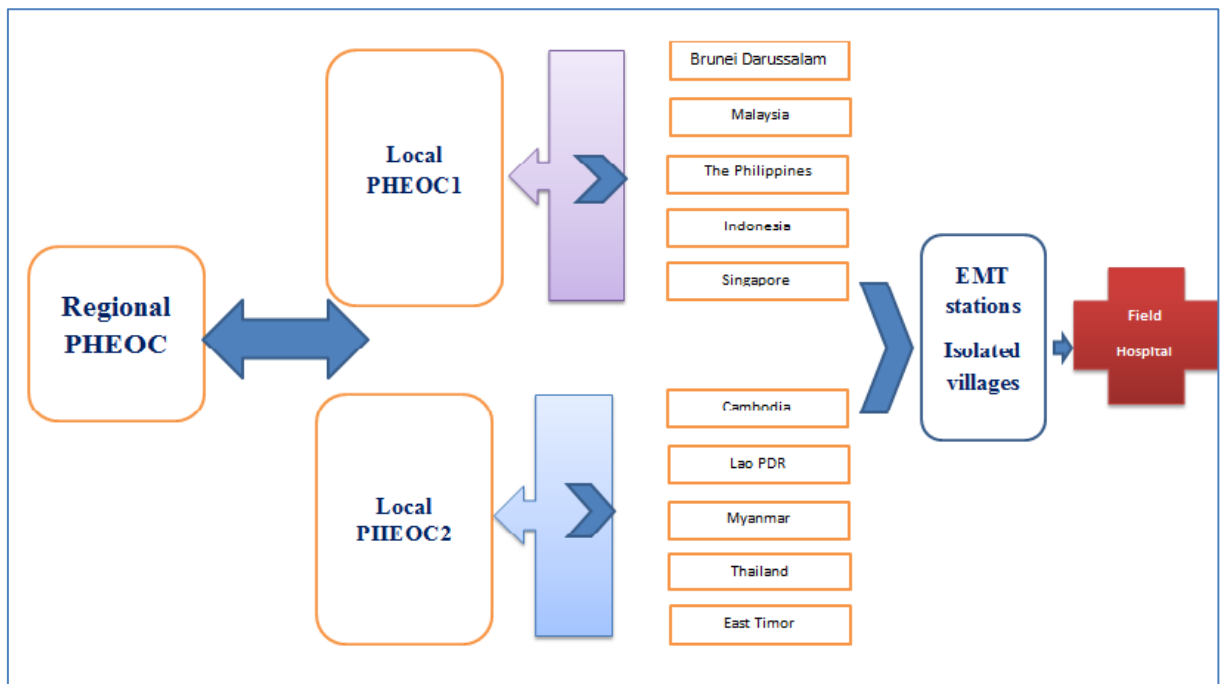 Regional
PHEOC
Local
PHEOC1
Local
PHEOC2
Brunei Darussalam
Malaysia
The Philippines
Indonesia
Singapore
Cambodia
Lao PDR
Myanmar
Thailand
East Timor
EMT
stations
Isolated
villages
Field
Hospital